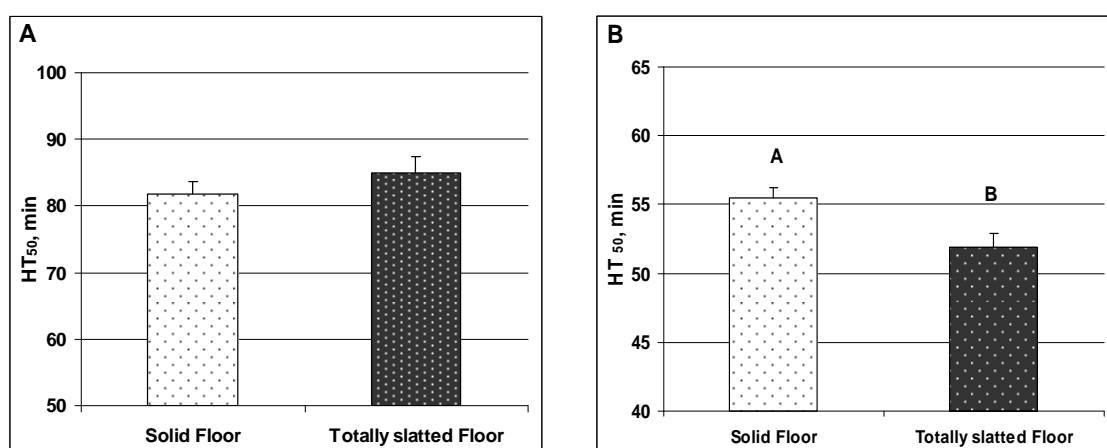 A
100
90
80
70
60
50
HT50, min
Solid Floor
Totally slatted Floor
B
65
60
55
50
45
40
HT 50, min
A
B
Solid Floor
Totally slatted Floor